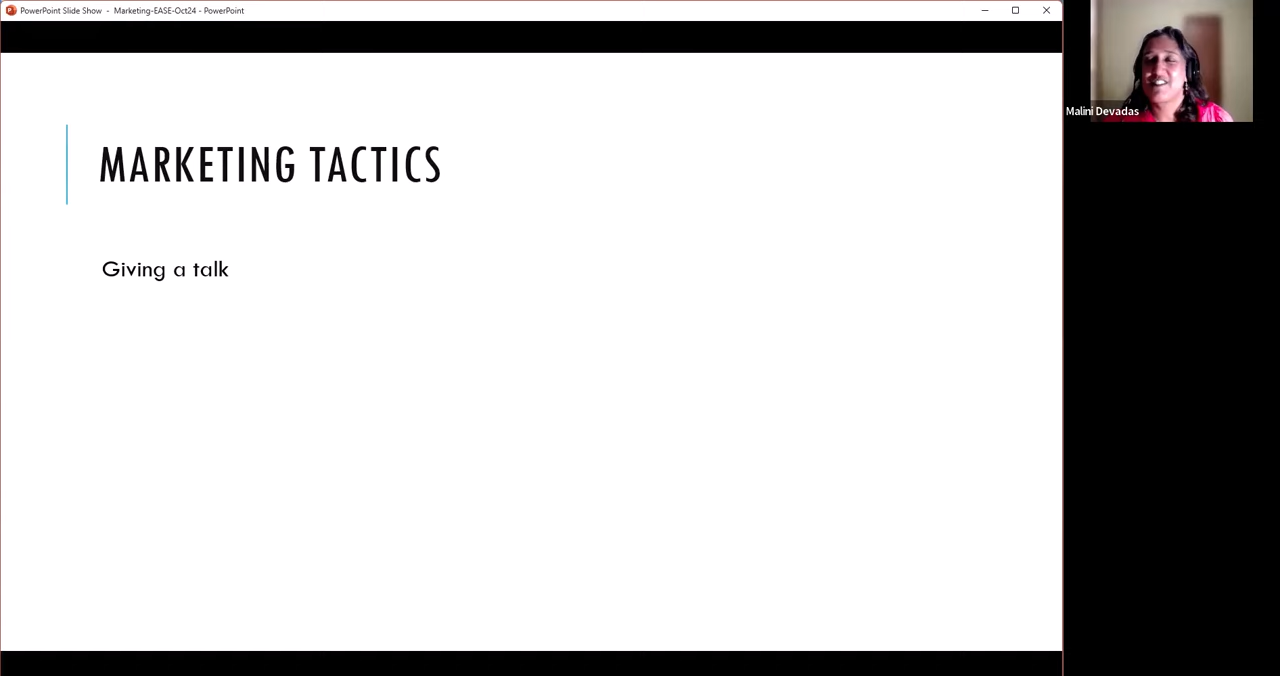 PowerPoint Slide Show - Marketing-EASE-Oct24 - PowerPoint
Malini Devadas
MARKETING TACTICS
Giving a talk